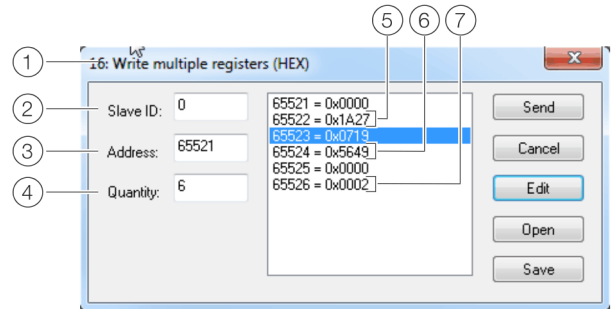 5 6 7
1
16: Write multiple registers (HEX)
2
Slave ID: 0
3
Address: 65521
4
Quantity: 6
65521 = 0x0000
65522 = 0x1A27
65523 = 0x0719
65524 = 0x5649
65525 = 0x0000
65526 = 0x0002
Send
Cancel
Edit
Open
Save